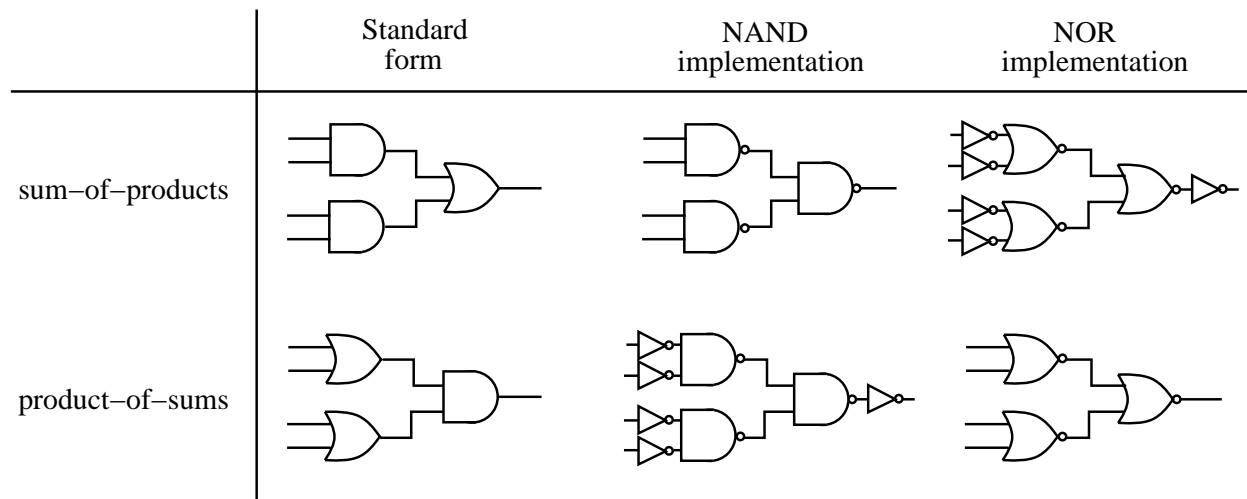 Standard
form
NAND
implementation
NOR
implementation
sum−of−products
product−of−sums